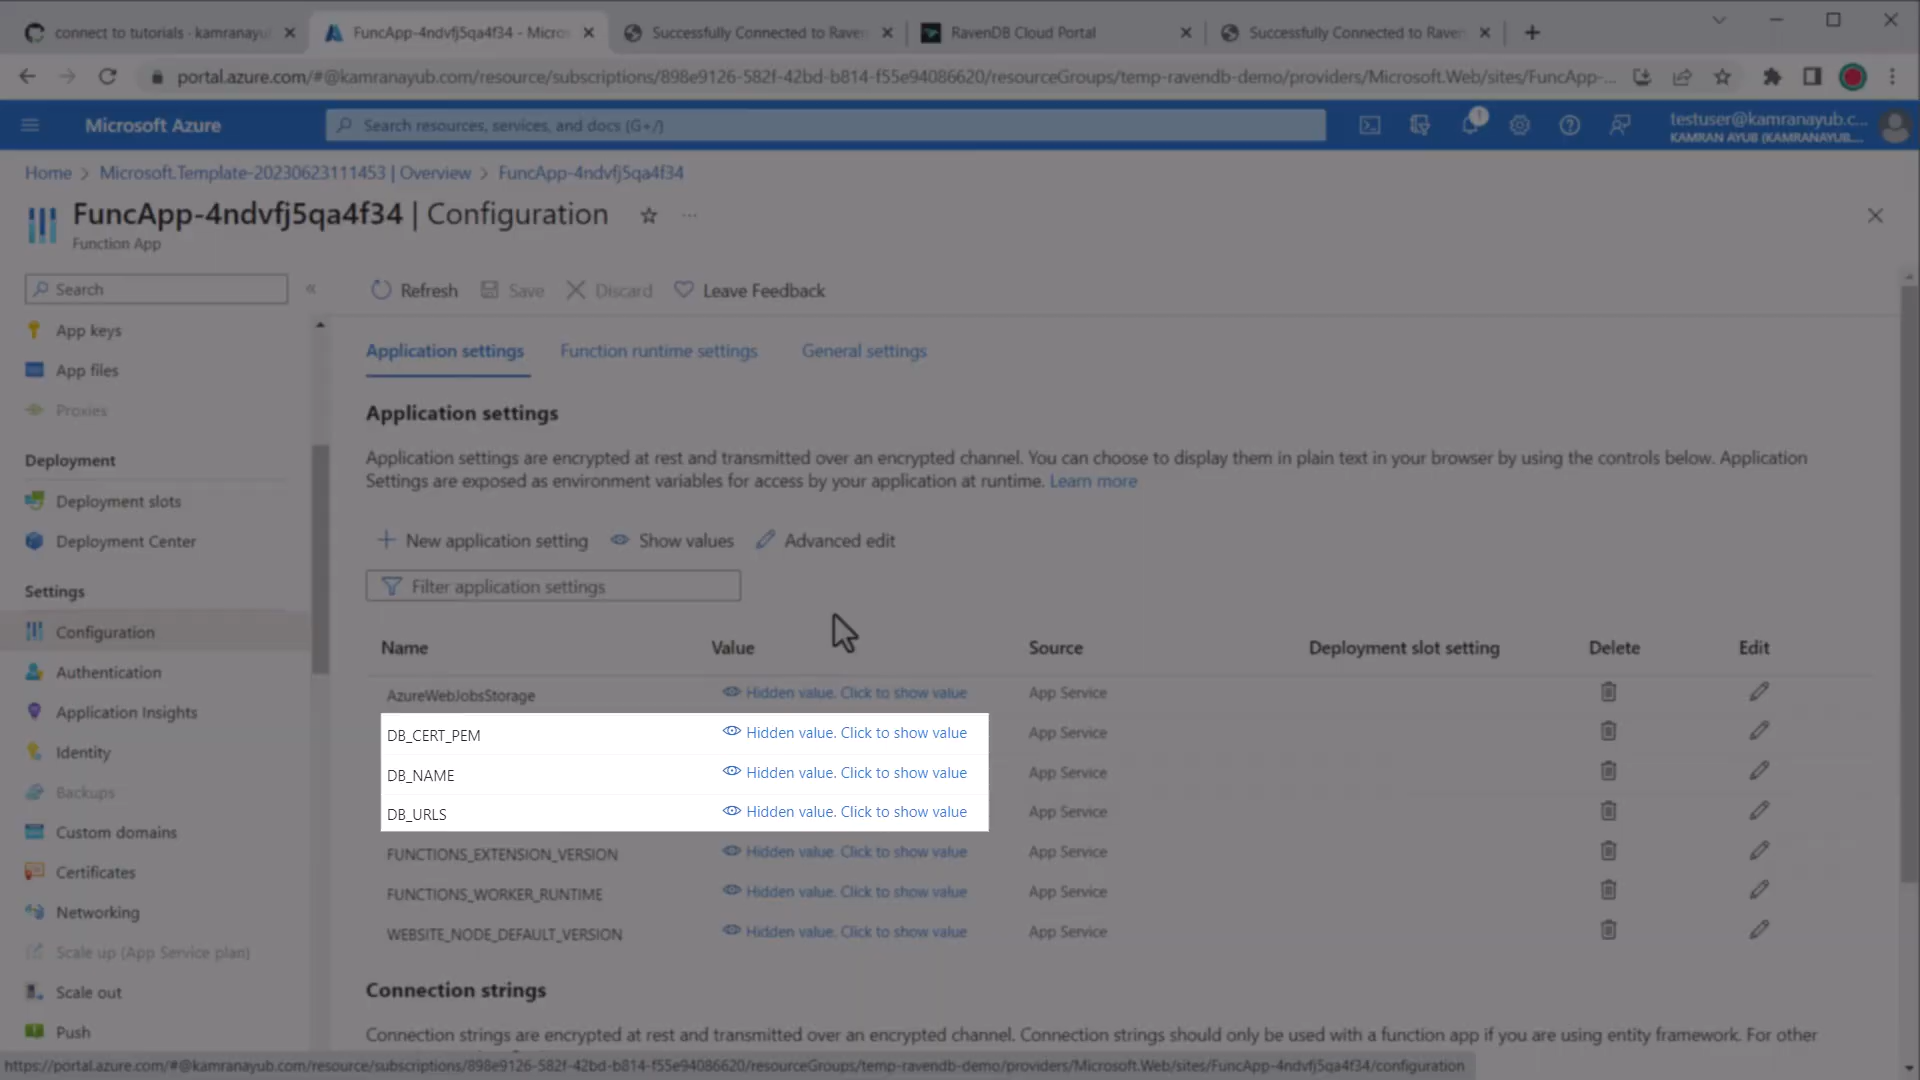 connect to tutorials · kamranayu
FuncApp-4ndvfj5qa4f34 - Micros
Successfully Connected to Raven
RavenDB Cloud Portal
Successfully Connected to Raven
portal.azure.com/#@kamranayub.com/resource/subscriptions/898e9126-582f-42bd-b814-f55e94086620/resourceGroups/temp-ravendb-demo/providers/Microsoft.Web/sites/FuncApp-...
Microsoft Azure
Search resources, services, and docs (G+/)
1
testuser@kamranayub.c...
KAMRAN AYUB (KAMRANAYUB....
Home > Microsoft.Template-20230623111453 | Overview > FuncApp-4ndvfj5qa4f34
FuncApp-4ndvfj5qa4f34 | Configuration
Function App
Search
Refresh
Save
Discard
Leave Feedback
App keys
App files
Proxies
Deployment
Deployment slots
Deployment Center
Settings
Configuration
Authentication
Application Insights
Identity
Backups
Custom domains
Certificates
Networking
Scale up (App Service plan)
Scale out
Push
Application settings
Function runtime settings
General settings
Application settings
Application settings are encrypted at rest and transmitted over an encrypted channel. You can choose to display them in plain text in your browser by using the controls below. Application
Settings are exposed as environment variables for access by your application at runtime. Learn more
New application setting
Show values
Advanced edit
Filter application settings
Name Value Source Deployment slot setting Delete Edit
AzureWebJobsStorage Hidden value. Click to show value App Service
DB_CERT_PEM Hidden value. Click to show value App Service
DB_NAME Hidden value. Click to show value App Service
DB_URLS Hidden value. Click to show value App Service
FUNCTIONS_EXTENSION_VERSION Hidden value. Click to show value App Service
FUNCTIONS_WORKER_RUNTIME Hidden value. Click to show value App Service
WEBSITE_NODE_DEFAULT_VERSION Hidden value. Click to show value App Service
Connection strings
Connection strings are encrypted at rest and transmitted over an encrypted channel. Connection strings should only be used with a function app if you are using entity framework. For other
https://portal.azure.com/#@kamranayub.com/resource/subscriptions/898e9126-582f-42bd-b814-f55e94086620/resourceGroups/temp-ravendb-demo/providers/Microsoft.Web/sites/FuncApp-4ndvfj5qa4f34/configuration